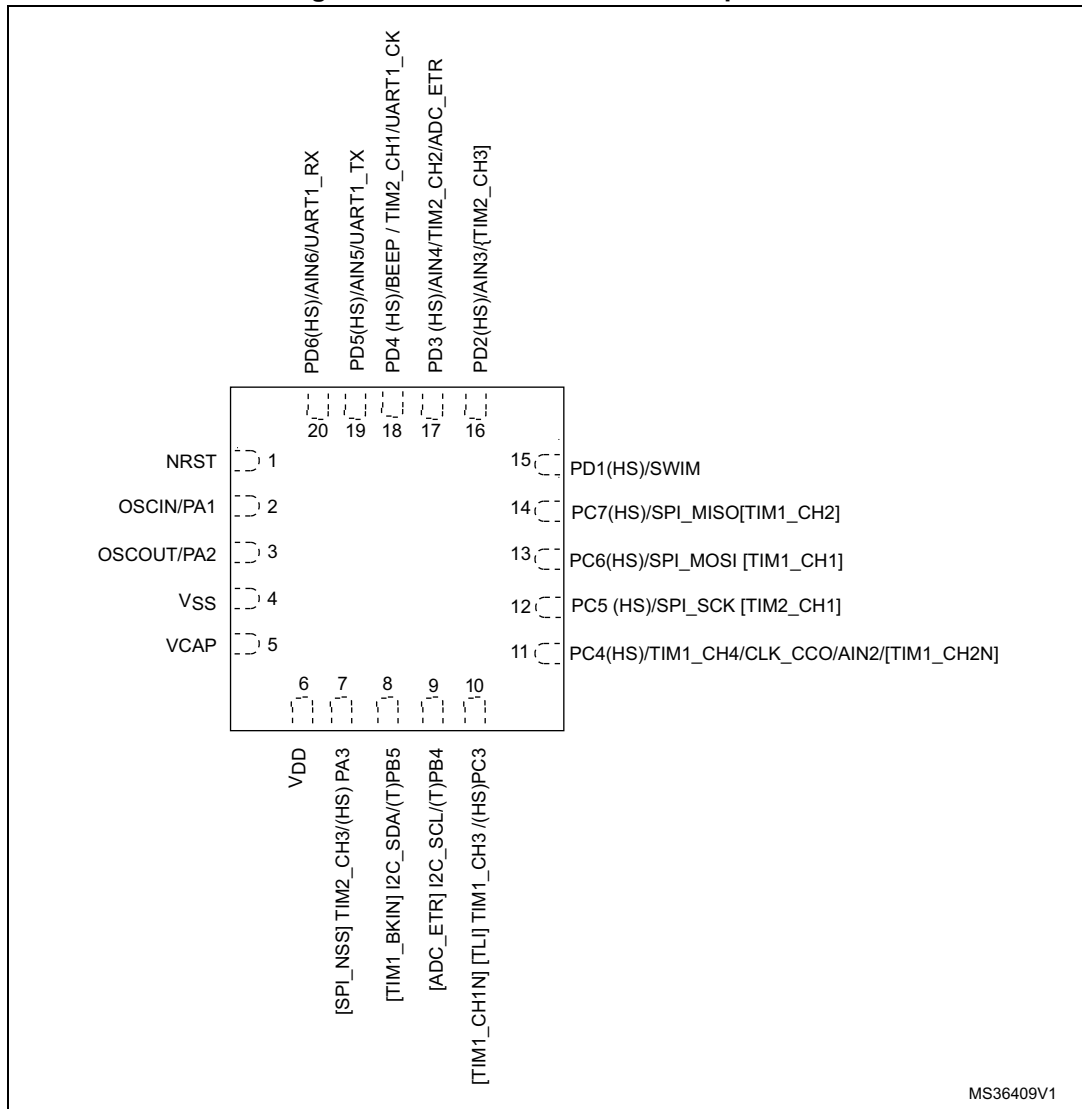 PD6(HS)/AIN6/UART1_RX
PD5(HS)/AIN5/UART1_TX
PD4 (HS)/BEEP / TIM2_CH1/UART1_CK
PD3 (HS)/AIN4/TIM2_CH2/ADC_ETR
PD2(HS)/AIN3/{TIM2_CH3]
20 19 18 17 16
NRST 1
OSCIN/PA1 2
OSCOUT/PA2 3
VSS 4
VCAP 5
15 PD1(HS)/SWIM
14 PC7(HS)/SPI_MISO[TIM1_CH2]
13 PC6(HS)/SPI_MOSI [TIM1_CH1]
12 PC5 (HS)/SPI_SCK [TIM2_CH1]
11 PC4(HS)/TIM1_CH4/CLK_CCO/AIN2/[TIM1_CH2N]
6 7 8 9 10
VDD
[SPI_NSS] TIM2_CH3/(HS) PA3
[TIM1_BKIN] I2C_SDA/(T)PB5
[ADC_ETR] I2C_SCL/(T)PB4
[TIM1_CH1N] [TLI] TIM1_CH3 /(HS)PC3
MS36409V1